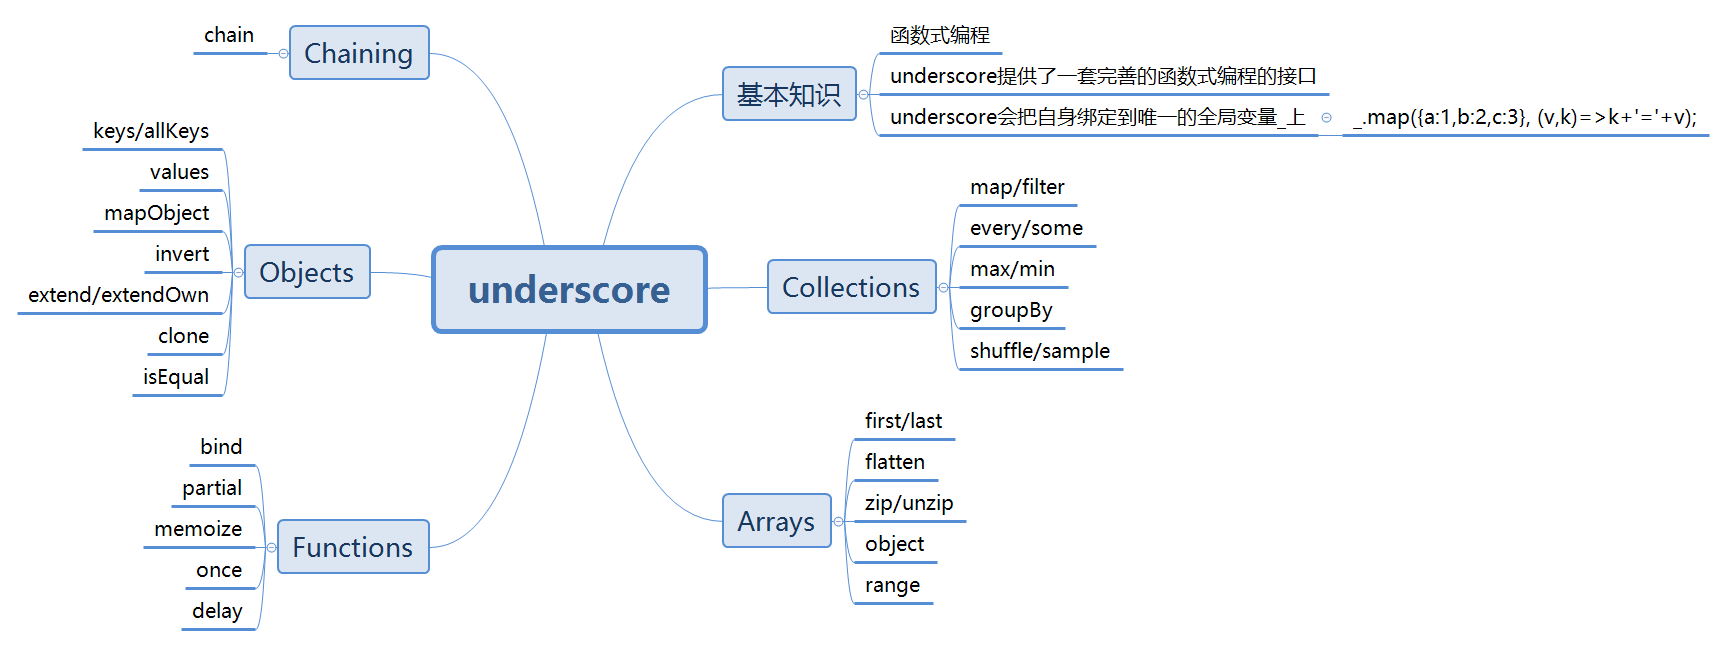 underscore
基本知识
函数式编程
underscore提供了一套完善的函数式编程的接口
underscore会把自身绑定到唯一的全局变量_上
_.map({a:1,b:2,c:3}, (v,k)=>k+'='+v);
Collections
map/filter
every/some
max/min
groupBy
shuffle/sample
Arrays
first/last
flatten
zip/unzip
object
range
Chaining
chain
Objects
keys/allKeys
values
mapObject
invert
extend/extendOwn
clone
isEqual
Functions
bind
partial
memoize
once
delay